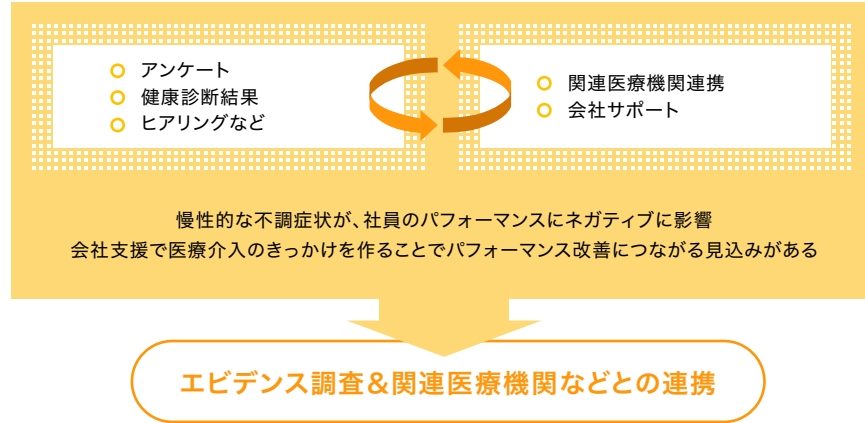 アンケート
健康診断結果
ヒアリングなど
関連医療機関連携
会社サポート
慢性的な不調症状が、社員のパフォーマンスにネガティブに影響
会社支援で医療介入のきっかけを作ることでパフォーマンス改善につながる見込みがある
エビデンス調査&関連医療機関などとの連携